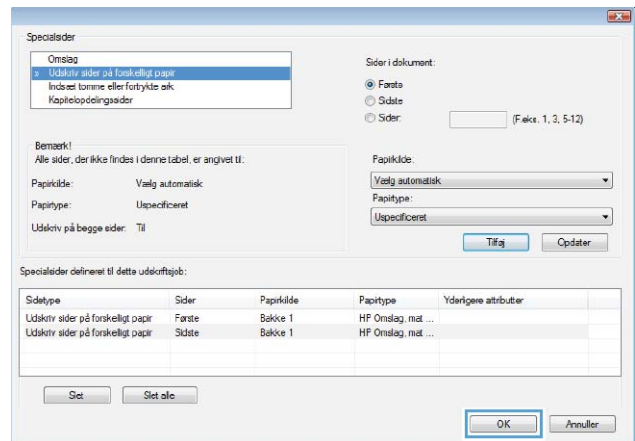 Specialsider
Omslag
» Udskriv sider på forskelligt papir
Indsæt tomme eller fortrykte ark
Kapitelopdelingssider
Sider i dokument:
Første
Sidste
Sider:
(F.eks. 1, 3, 5-12)
Bemærk!
Alle sider, der ikke findes i denne tabel, er angivet til:
Papirkilde: Vælg automatisk
Papirtype: Uspecificeret
Udskriv på begge sider: Til
Papirkilde:
Vælg automatisk
Papirtype:
Uspecificeret
Tilføj Opdater
Specialsider defineret til dette udskriftsjob:
Sidetype Sider Papirkilde Papirtype Yderligere attributter
Udskriv sider på forskelligt papir Første Bakke 1 HP Omslag, mat ...
Udskriv sider på forskelligt papir Sidste Bakke 1 HP Omslag, mat ...
Slet Slet alle
OK Annuller